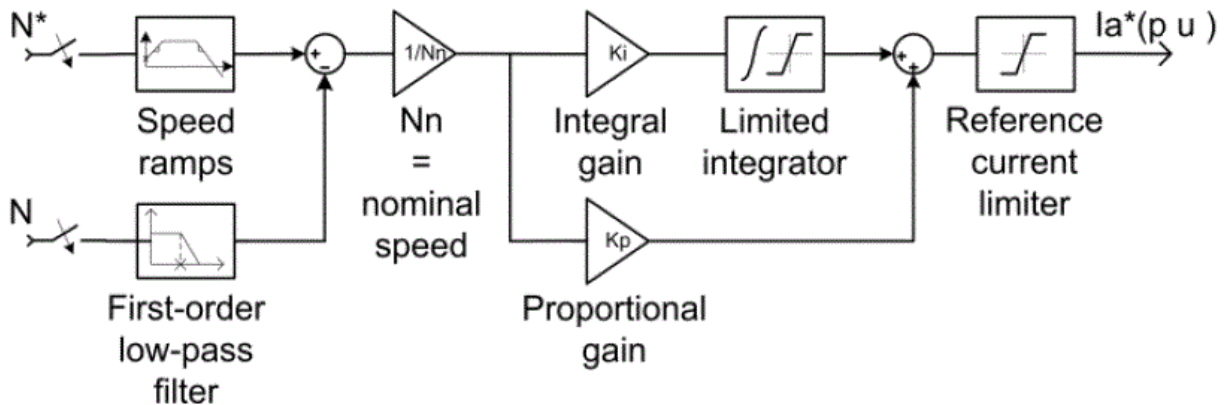 N*
Ia*(p u )
+
-
1/Nn
Ki
+
+
Speed
ramps
Nn
=
nominal
speed
Integral
gain
Limited
integrator
Reference
current
limiter
N
Kp
First-order
low-pass
filter
Proportional
gain